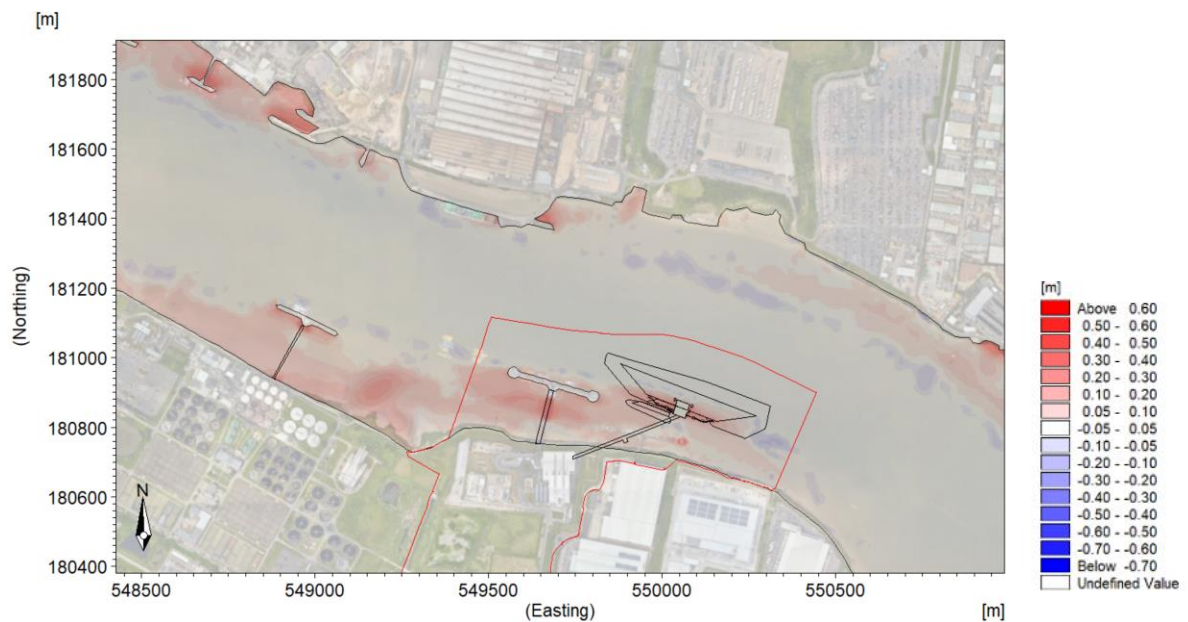 [m]
181800
181600
181400
181200
181000
180800
180600
180400
(Northing)
N
548500 549000 549500 550000 550500
(Easting) [m]
[m]
Above 0.60
0.50 - 0.60
0.40 - 0.50
0.30 - 0.40
0.20 - 0.30
0.10 - 0.20
0.05 - 0.10
-0.05 - 0.05
-0.10 - -0.05
-0.20 - -0.10
-0.30 - -0.20
-0.40 - -0.30
-0.50 - -0.40
-0.60 - -0.50
-0.70 - -0.60
Below -0.70
Undefined Value